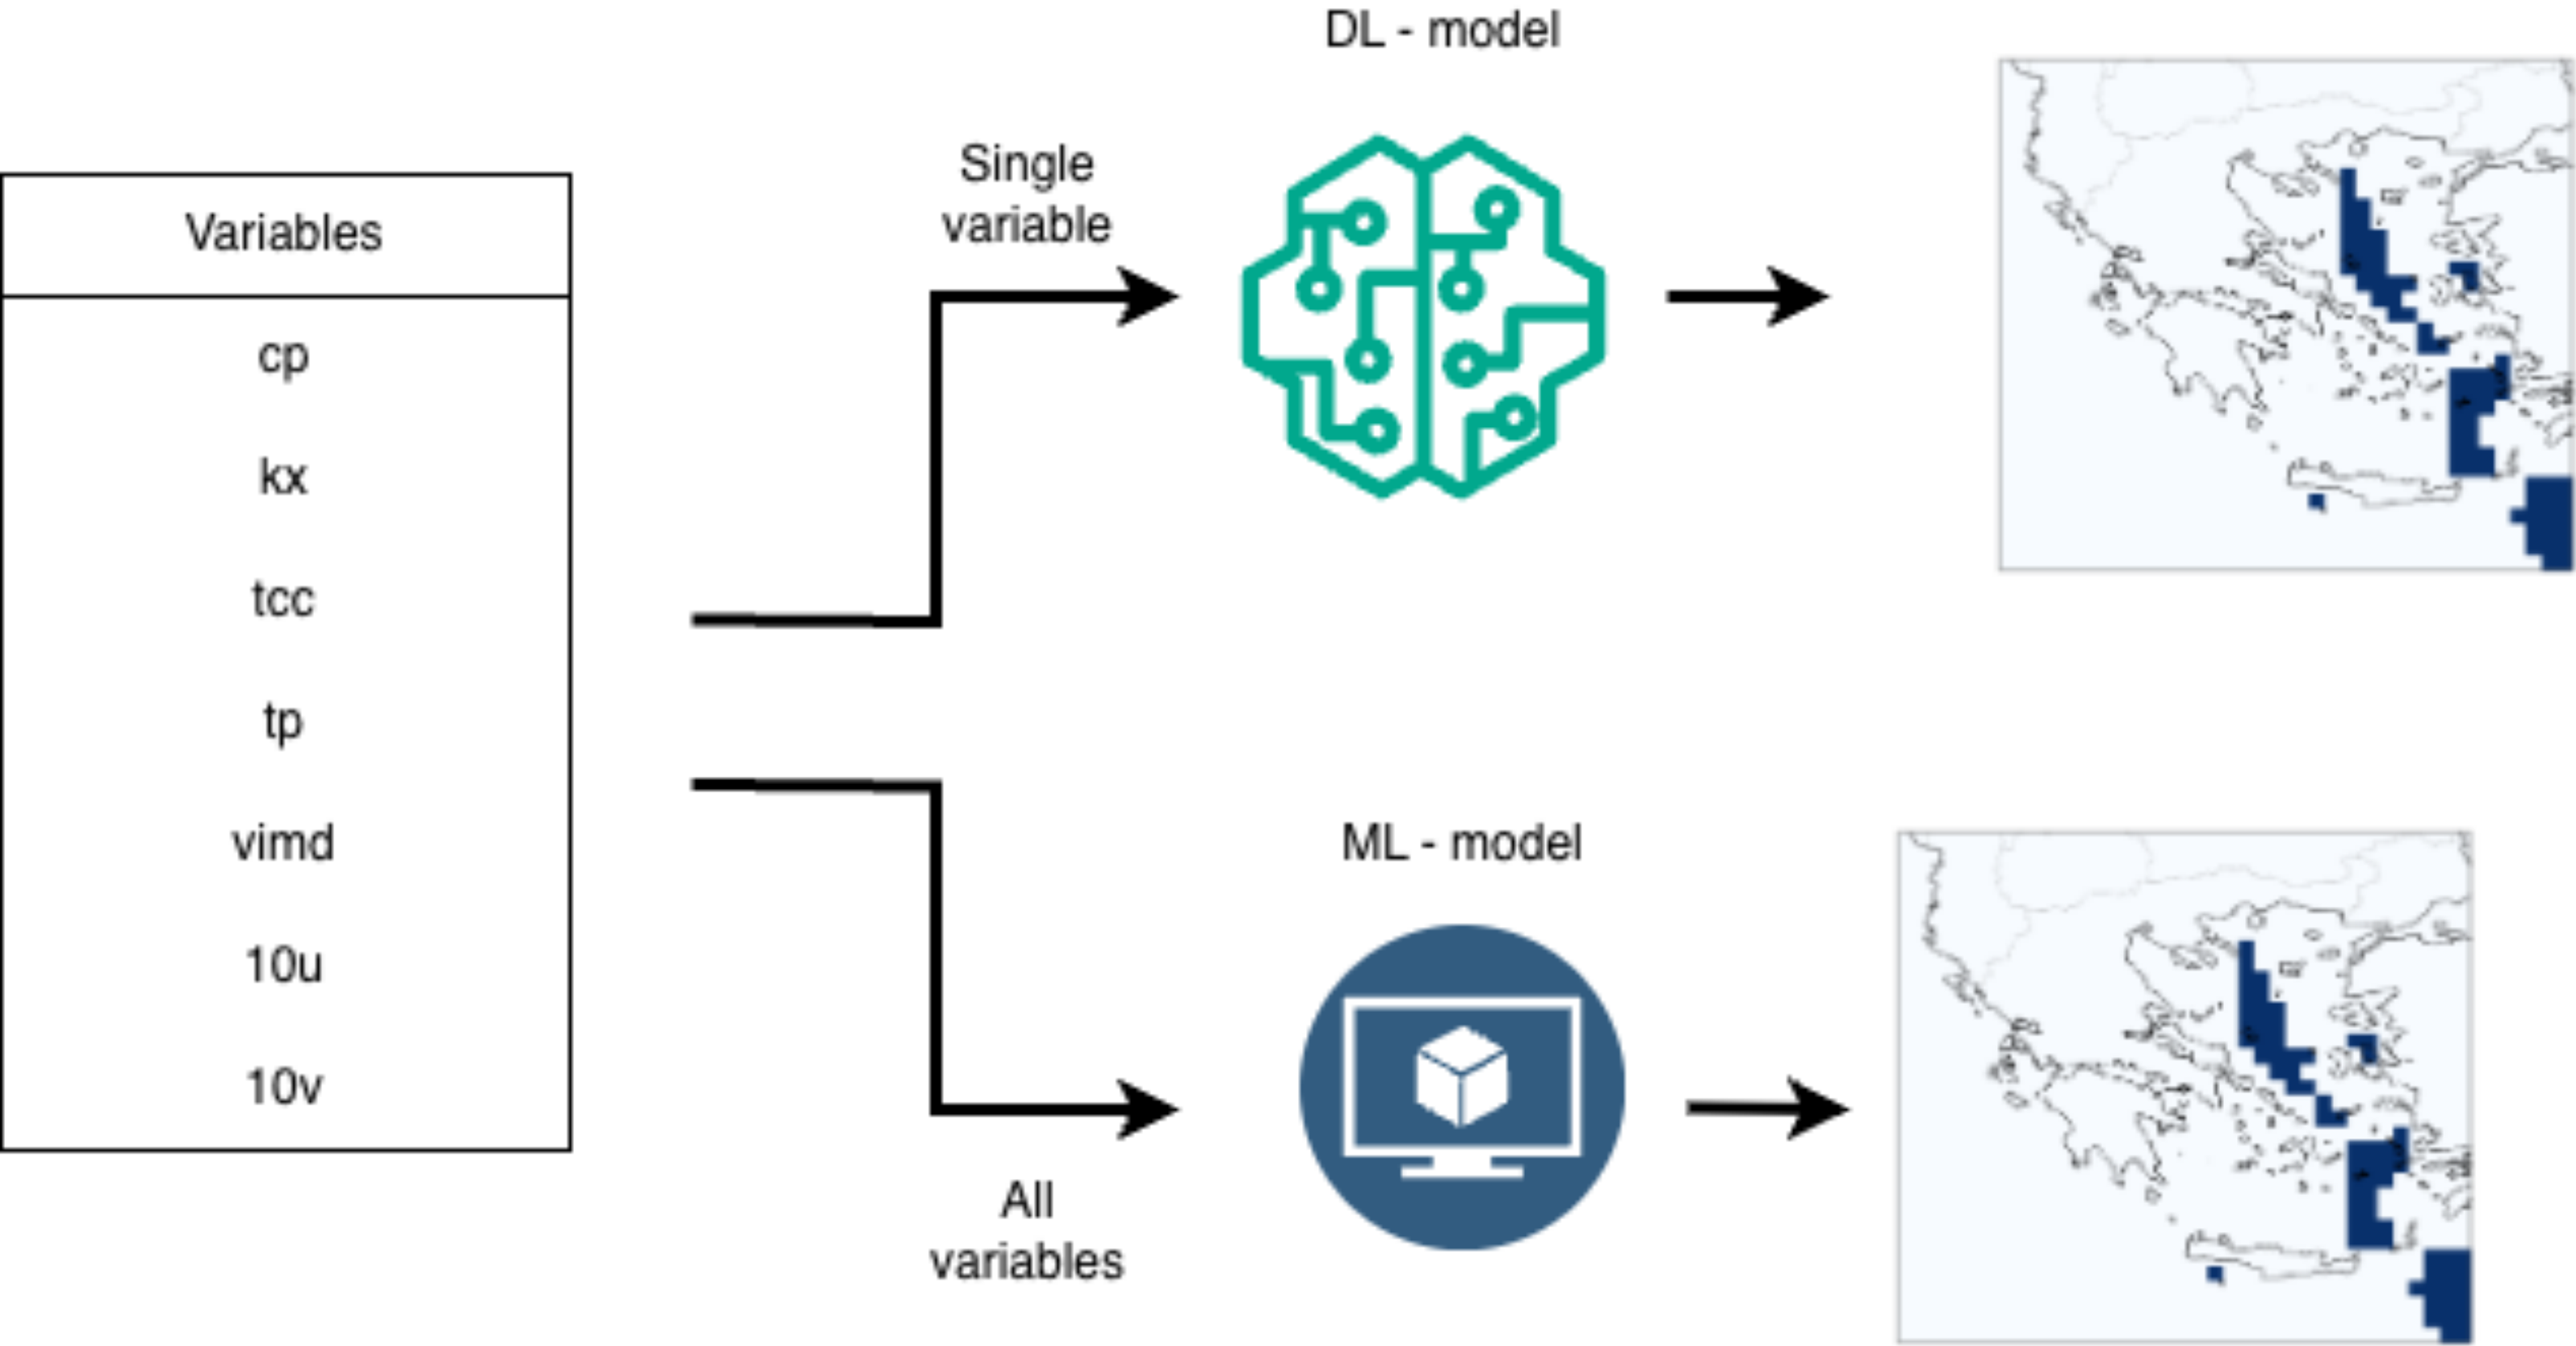 Variables
cp
kx
tcc
tp
vimd
10u
10v
Single
variable
DL - model
All
variables
ML - model